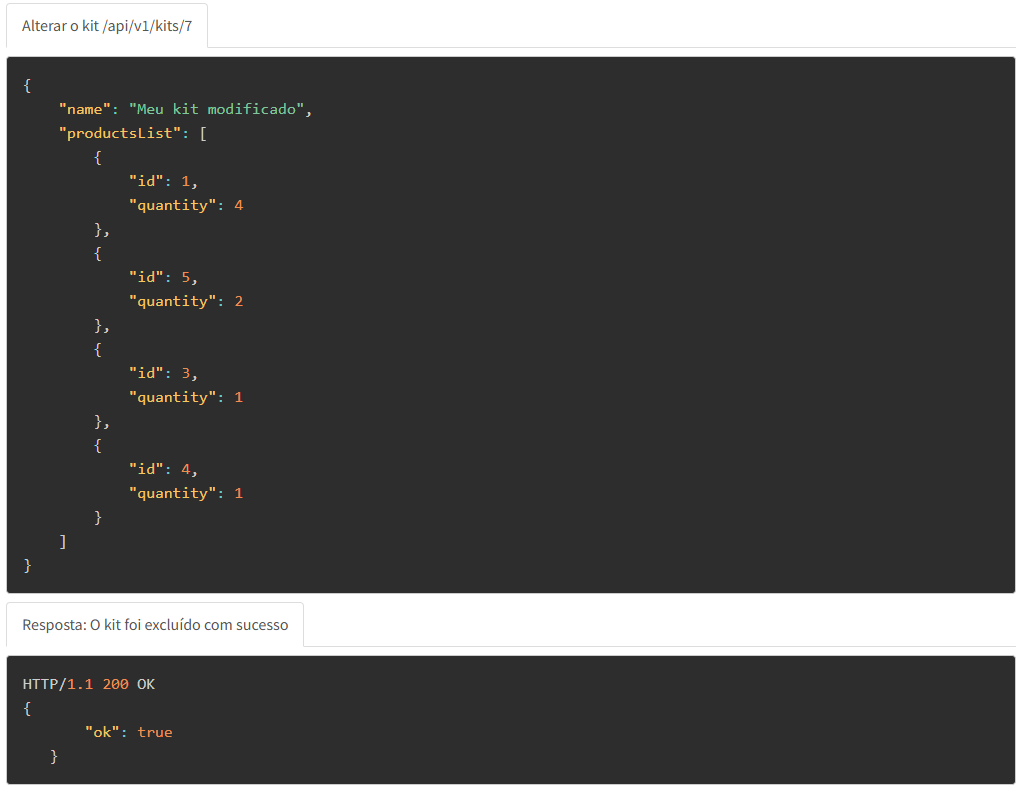 Alterar o kit /api/v1/kits/7
{
    "name": "Meu kit modificado",
    "productsList": [
        {
            "id": 1,
            "quantity": 4
        },
        {
            "id": 5,
            "quantity": 2
        },
        {
            "id": 3,
            "quantity": 1
        },
        {
            "id": 4,
            "quantity": 1
        }
    ]
}
Resposta: O kit foi excluído com sucesso
HTTP/1.1 200 OK
{
       "ok": true
   }